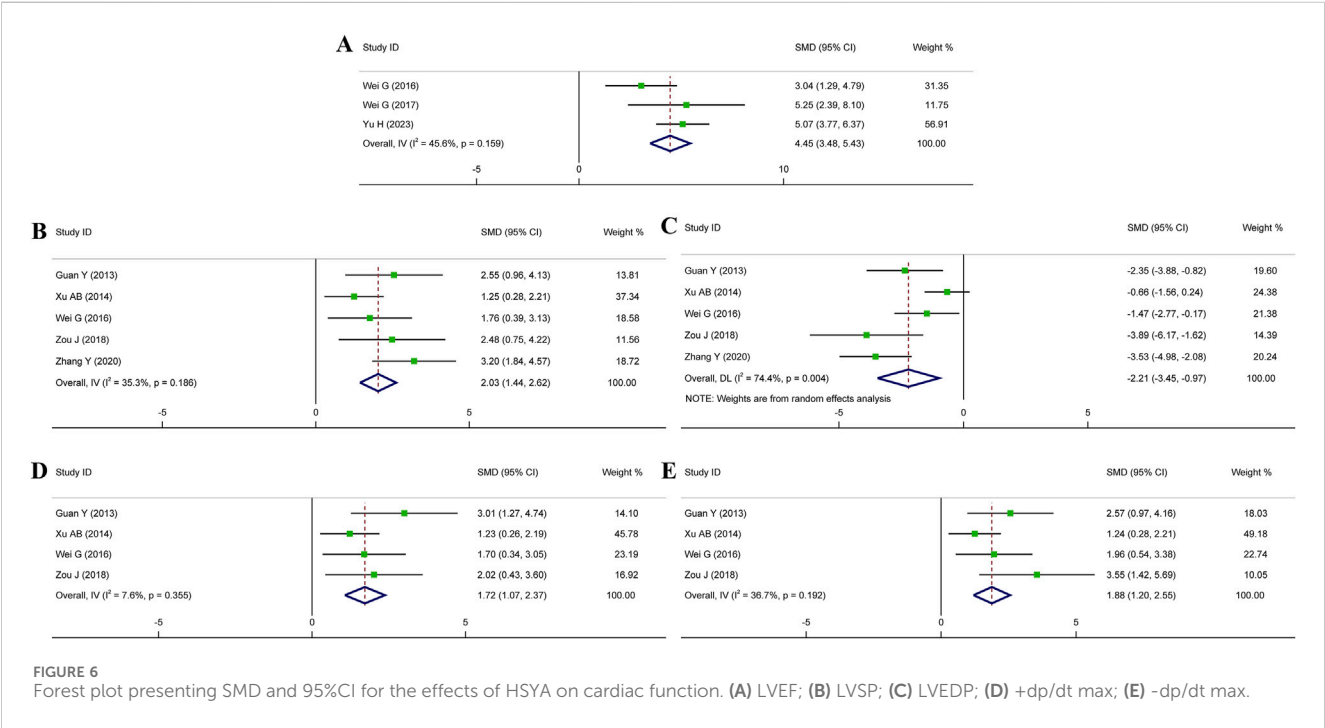 A Study ID SMD (95% CI) Weight %
Wei G (2016) 3.04 (1.29, 4.79) 31.35
Wei G (2017) 5.25 (2.39, 8.10) 11.75
Yu H (2023) 5.07 (3.77, 6.37) 56.91
Overall, IV (I² = 45.6%, p = 0.159) 4.45 (3.48, 5.43) 100.00
-5 0 10
B Study ID SMD (95% CI) Weight %
Guan Y (2013) 2.55 (0.96, 4.13) 13.81
Xu AB (2014) 1.25 (0.28, 2.21) 37.34
Wei G (2016) 1.76 (0.39, 3.13) 18.58
Zou J (2018) 2.48 (0.75, 4.22) 11.56
Zhang Y (2020) 3.20 (1.84, 4.57) 18.72
Overall, IV (I² = 35.3%, p = 0.186) 2.03 (1.44, 2.62) 100.00
-5 0 5
C Study ID SMD (95% CI) Weight %
Guan Y (2013) -2.35 (-3.88, -0.82) 19.60
Xu AB (2014) -0.66 (-1.56, 0.24) 24.38
Wei G (2016) -1.47 (-2.77, -0.17) 21.38
Zou J (2018) -3.89 (-6.17, -1.62) 14.39
Zhang Y (2020) -3.53 (-4.98, -2.08) 20.24
Overall, DL (I² = 74.4%, p = 0.004) -2.21 (-3.45, -0.97) 100.00
NOTE: Weights are from random effects analysis
-5 0 5
D Study ID SMD (95% CI) Weight %
Guan Y (2013) 3.01 (1.27, 4.74) 14.10
Xu AB (2014) 1.23 (0.26, 2.19) 45.78
Wei G (2016) 1.70 (0.34, 3.05) 23.19
Zou J (2018) 2.02 (0.43, 3.60) 16.92
Overall, IV (I² = 7.6%, p = 0.355) 1.72 (1.07, 2.37) 100.00
-5 0 5
E Study ID SMD (95% CI) Weight %
Guan Y (2013) 2.57 (0.97, 4.16) 18.03
Xu AB (2014) 1.24 (0.28, 2.21) 49.18
Wei G (2016) 1.96 (0.54, 3.38) 22.74
Zou J (2018) 3.55 (1.42, 5.69) 10.05
Overall, IV (I² = 36.7%, p = 0.192) 1.88 (1.20, 2.55) 100.00
0 5
FIGURE 6
Forest plot presenting SMD and 95%CI for the effects of HSYA on cardiac function. (A) LVEF; (B) LVSP; (C) LVEDP; (D) +dp/dt max; (E) -dp/dt max.